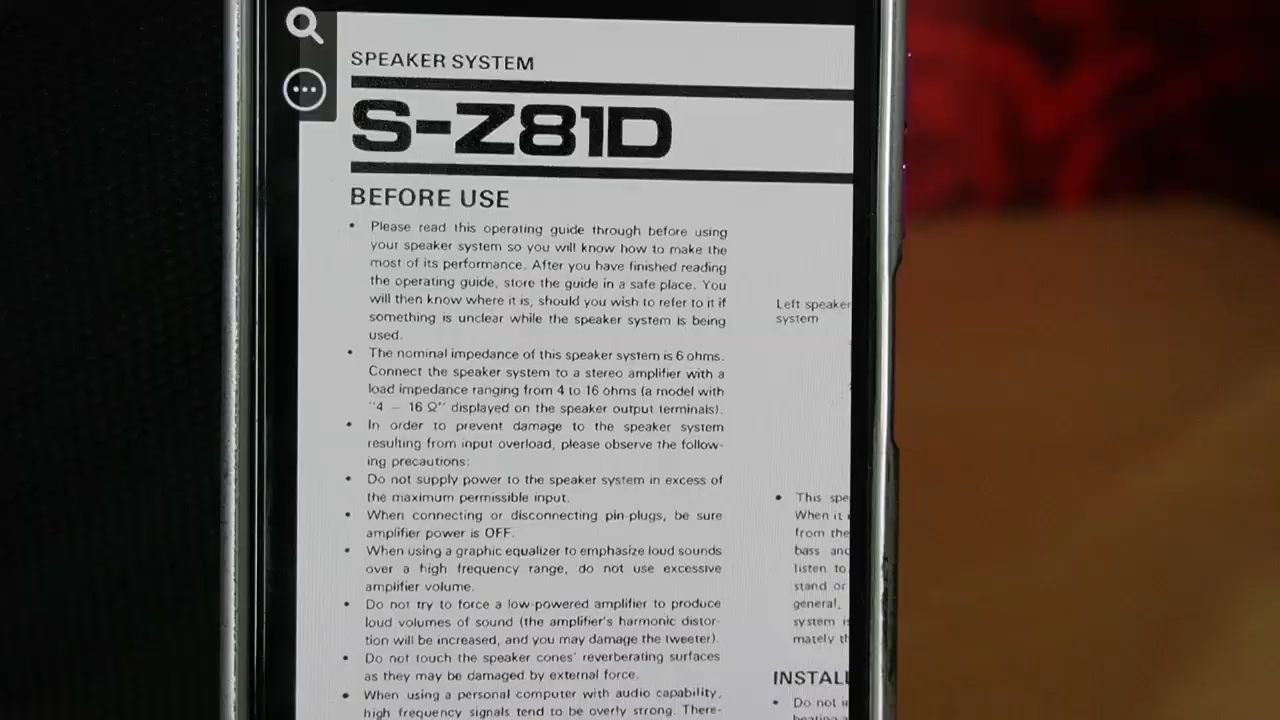 SPEAKER SYSTEM
S-Z81D
BEFORE USE
• Please read this operating guide through before using
your speaker system so you will know how to make the
most of its performance. After you have finished reading
the operating guide, store the guide in a safe place. You
will then know where it is, should you wish to refer to it if
something is unclear while the speaker system is being
used.
• The nominal impedance of this speaker system is 6 ohms.
Connect the speaker system to a stereo amplifier with a
load impedance ranging from 4 to 16 ohms (a model with
"4 – 16 Ω" displayed on the speaker output terminals).
• In order to prevent damage to the speaker system
resulting from input overload, please observe the follow-
ing precautions:
• Do not supply power to the speaker system in excess of
the maximum permissible input.
• When connecting or disconnecting pin-plugs, be sure
amplifier power is OFF.
• When using a graphic equalizer to emphasize loud sounds
over a high frequency range, do not use excessive
amplifier volume.
• Do not try to force a low-powered amplifier to produce
loud volumes of sound (the amplifier's harmonic distor-
tion will be increased, and you may damage the tweeter).
• Do not touch the speaker cones' reverberating surfaces
as they may be damaged by external force.
• When using a personal computer with audio capability,
high frequency signals tend to be overly strong. There-
Left speaker
system
• This spe
When it
from the
bass and
listen to
stand or
general,
system is
mately th
INSTALL
• Do not